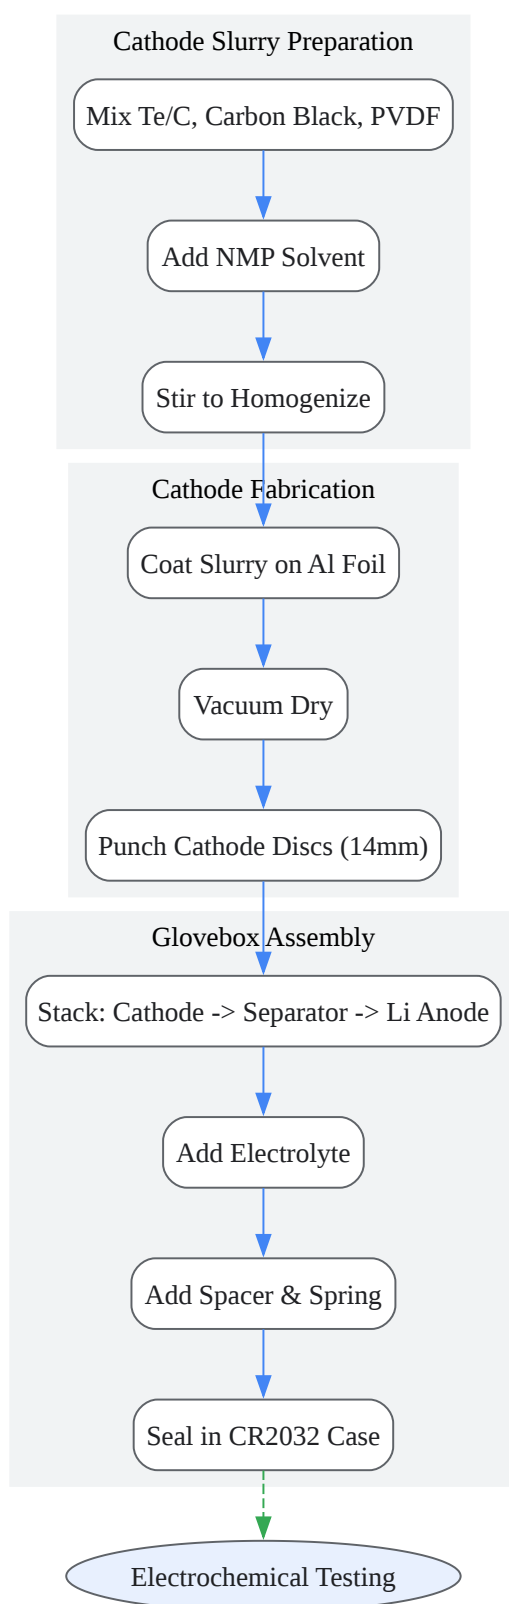 Cathode Slurry Preparation
Mix Te/C, Carbon Black, PVDF
Add NMP Solvent
Stir to Homogenize
Cathode Fabrication
Coat Slurry on Al Foil
Vacuum Dry
Punch Cathode Discs (14mm)
Glovebox Assembly
Stack: Cathode -> Separator -> Li Anode
Add Electrolyte
Add Spacer & Spring
Seal in CR2032 Case
Electrochemical Testing